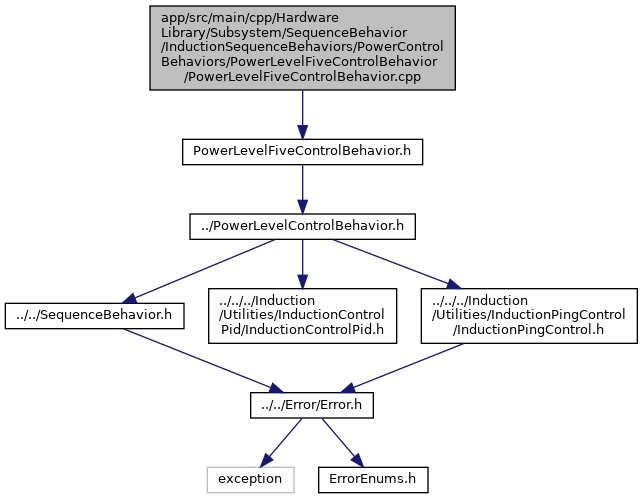 app/src/main/cpp/Hardware
Library/Subsystem/SequenceBehavior
/InductionSequenceBehaviors/PowerControl
Behaviors/PowerLevelFiveControlBehavior
/PowerLevelFiveControlBehavior.cpp
PowerLevelFiveControlBehavior.h
../PowerLevelControlBehavior.h
../../SequenceBehavior.h
../../../Induction
/Utilities/InductionControl
Pid/InductionControlPid.h
../../../Induction
/Utilities/InductionPingControl
/InductionPingControl.h
../../Error/Error.h
exception
ErrorEnums.h